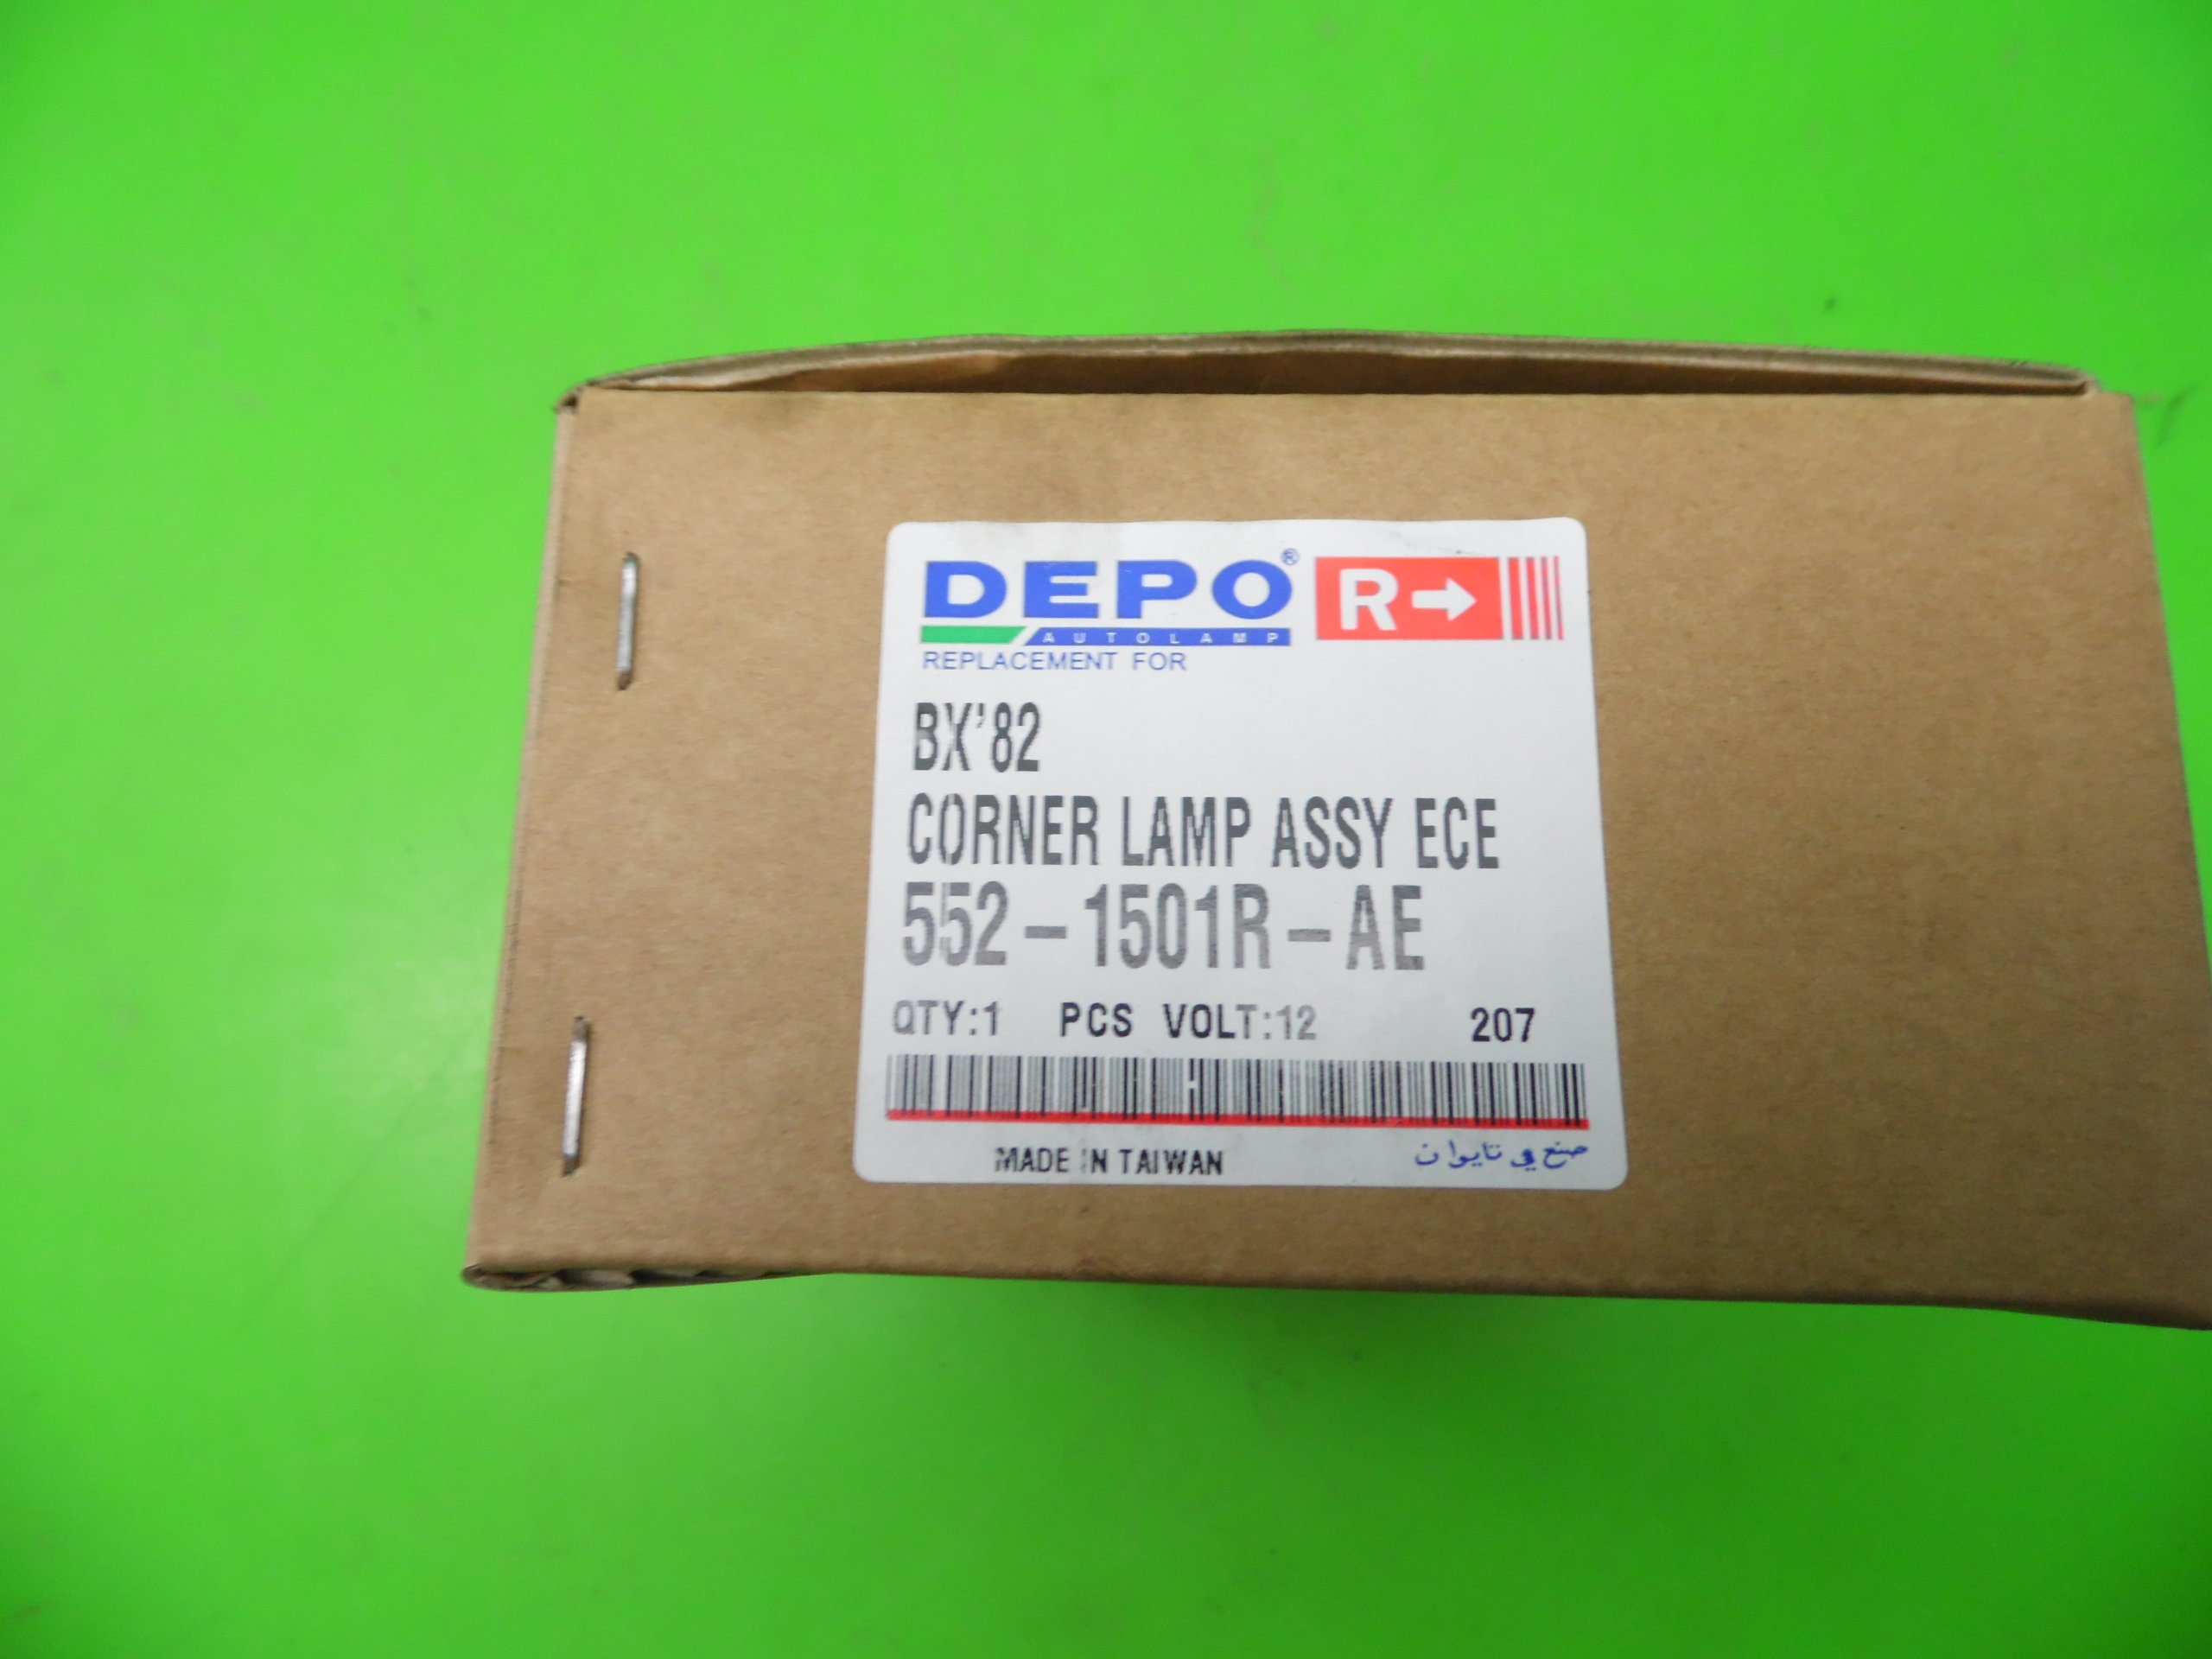 DEPO® R→
AUTOLAMP
REPLACEMENT FOR
BX'82
CORNER LAMP ASSY ECE
552-1501R-AE
QTY:1 PCS VOLT:12 207
MADE IN TAIWAN صنع في تايوان